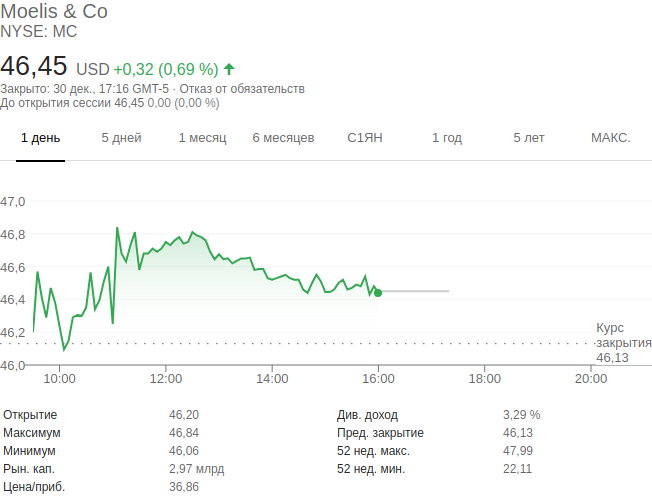 Moelis & Co
NYSE: MC
46,45 USD +0,32 (0,69 %)
Закрыто: 30 дек., 17:16 GMT-5 · Отказ от обязательств
До открытия сессии 46,45 0,00 (0,00 %)
1 день 5 дней 1 месяц 6 месяцев С1ЯН 1 год 5 лет МАКС.
47,0
46,8
46,6
46,4
46,2
46,0
Курс
закрытия
46,13
10:00 12:00 14:00 16:00 18:00 20:00
Открытие 46,20 Див. доход 3,29 %
Максимум 46,84 Пред. закрытие 46,13
Минимум 46,06 52 нед. макс. 47,99
Рын. кап. 2,97 млрд 52 нед. мин. 22,11
Цена/приб. 36,86